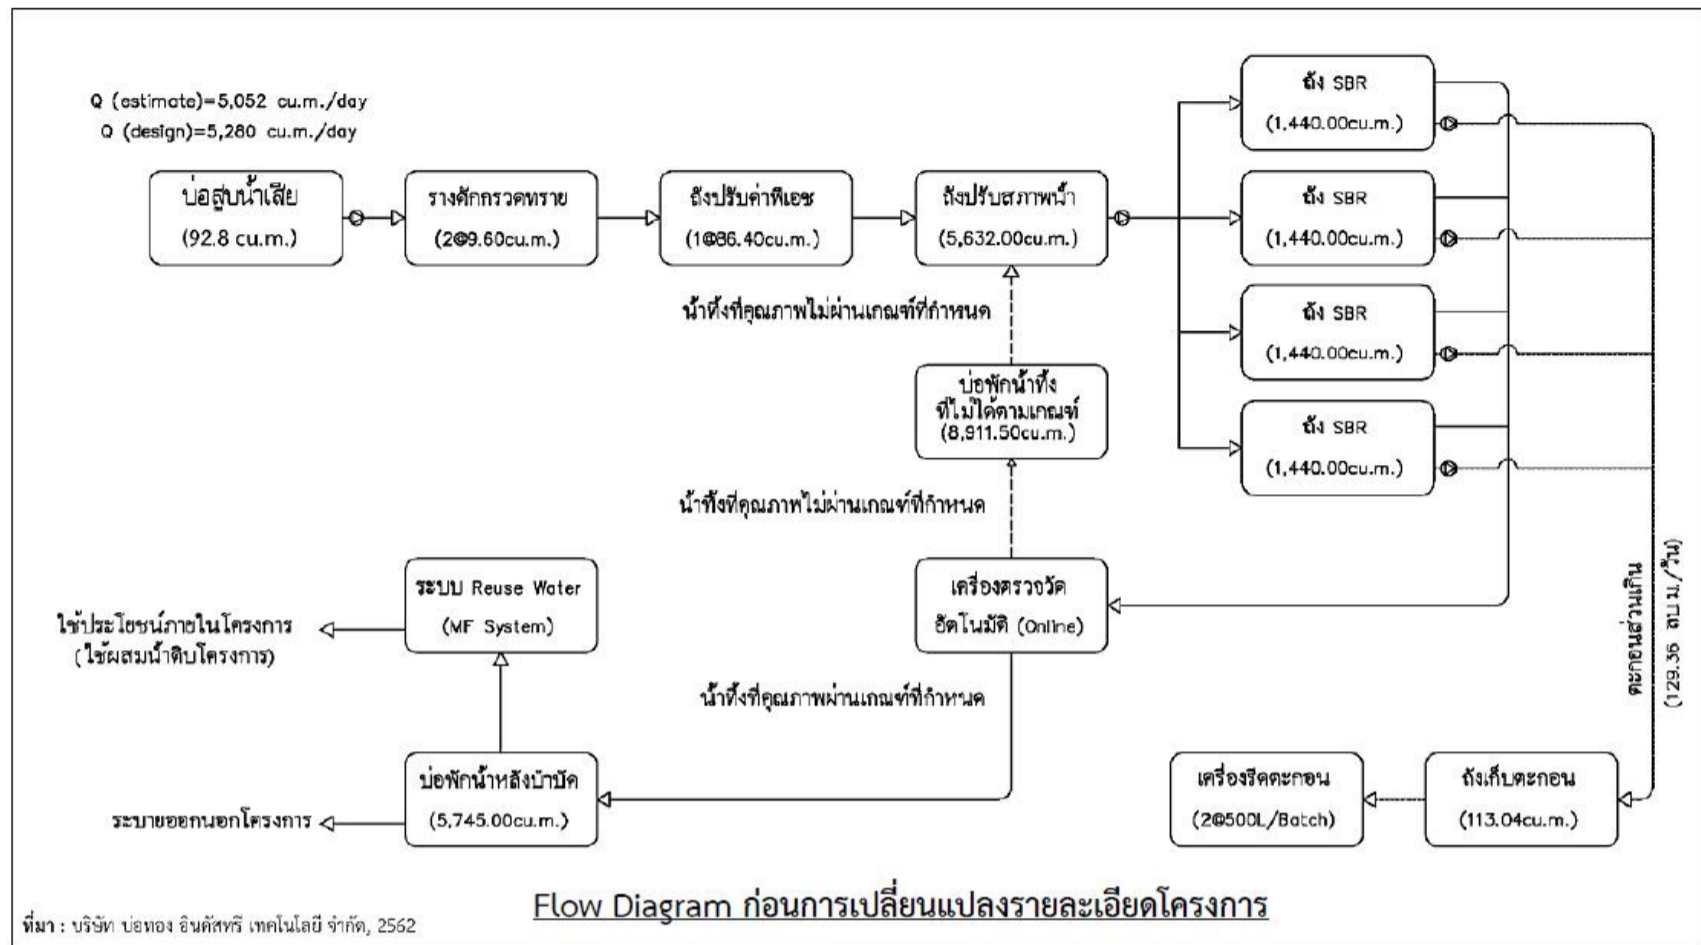 Q (estimate)=5,052 cu.m./day
Q (design)=5,280 cu.m./day
บ่อสูบน้ำเสีย
(92.8 cu.m.)
รางดักกรวดทราย
(2@9.60cu.m.)
ถังปรับค่าพีเอช
(1@86.40cu.m.)
ถังปรับสภาพน้ำ
(5,632.00cu.m.)
ถัง SBR
(1,440.00cu.m.)
ถัง SBR
(1,440.00cu.m.)
ถัง SBR
(1,440.00cu.m.)
ถัง SBR
(1,440.00cu.m.)
น้ำทิ้งที่คุณภาพไม่ผ่านเกณฑ์ที่กำหนด
บ่อพักน้ำทิ้ง
ที่ไม่ได้ตามเกณฑ์
(8,911.50cu.m.)
น้ำทิ้งที่คุณภาพไม่ผ่านเกณฑ์ที่กำหนด
เครื่องตรวจวัด
อัตโนมัติ (Online)
ระบบ Reuse Water
(MF System)
ใช้ประโยชน์ภายในโครงการ
(ใช้ผสมน้ำดิบโครงการ)
น้ำทิ้งที่คุณภาพผ่านเกณฑ์ที่กำหนด
ตะกอนส่วนเกิน
(129.36 ลบ.ม./วัน)
บ่อพักน้ำหลังบำบัด
(5,745.00cu.m.)
ระบายออกนอกโครงการ
เครื่องรีดตะกอน
(2@500L/Batch)
ถังเก็บตะกอน
(113.04cu.m.)
Flow Diagram ก่อนการเปลี่ยนแปลงรายละเอียดโครงการ
ที่มา : บริษัท บ่อทอง อินดัสทรี เทคโนโลยี จำกัด, 2562